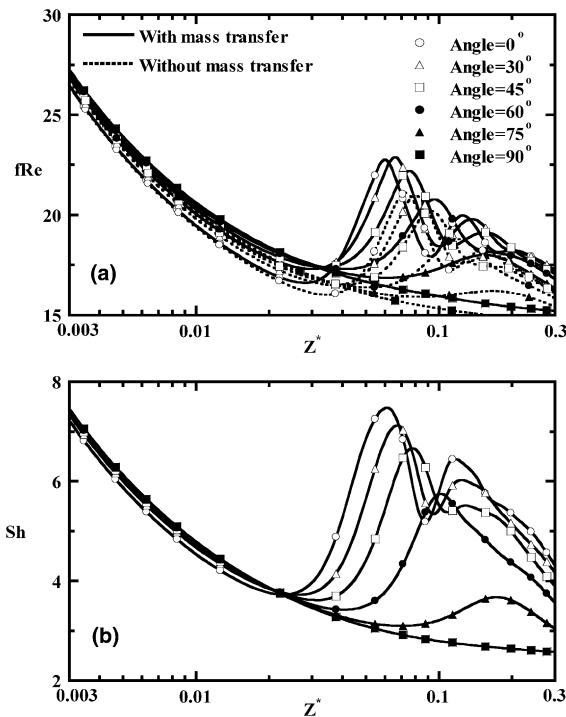 30
With mass transfer
Without mass transfer
Angle=0°
Angle=30°
Angle=45°
Angle=60°
Angle=75°
Angle=90°
25
fRe
20
(a)
15
0.003 0.01 0.1 0.3
Z*
8
6
Sh
4
(b)
2
0.003 0.01 0.1 0.3
Z*